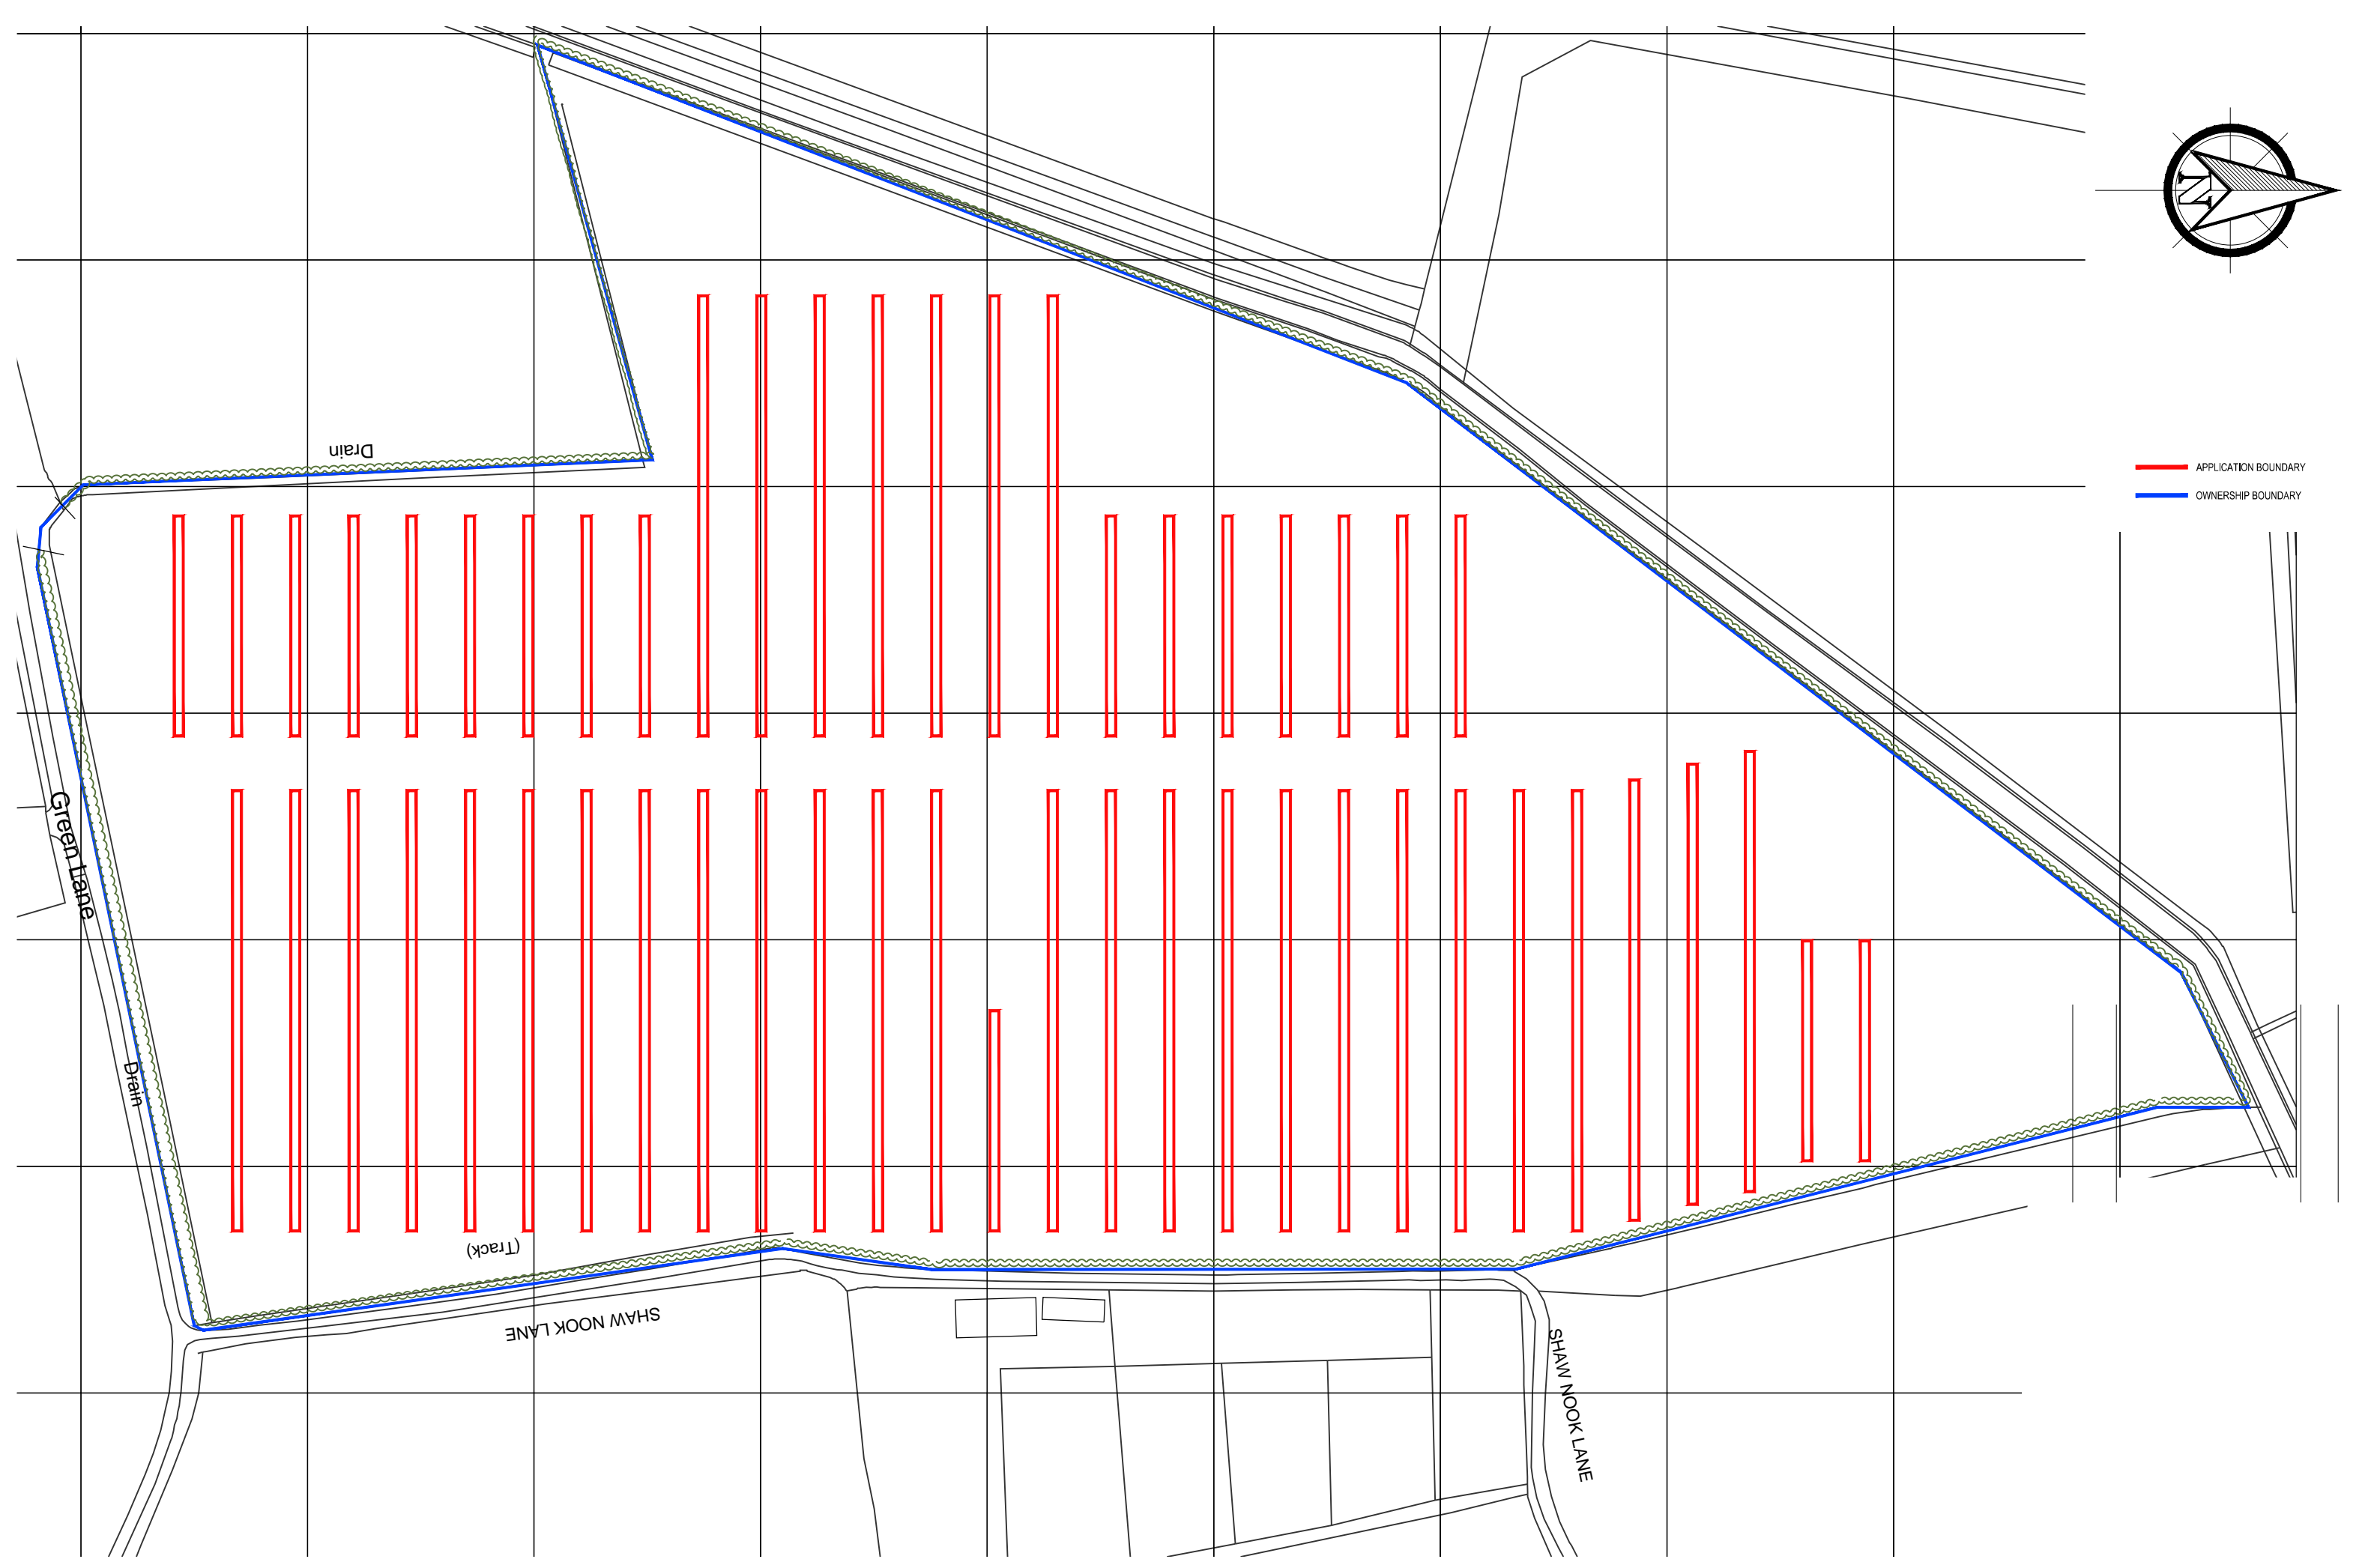 N
Drain
APPLICATION BOUNDARY
OWNERSHIP BOUNDARY
Green Lane
Drain
(Track)
SHAW NOOK LANE
SHAW NOOK LANE